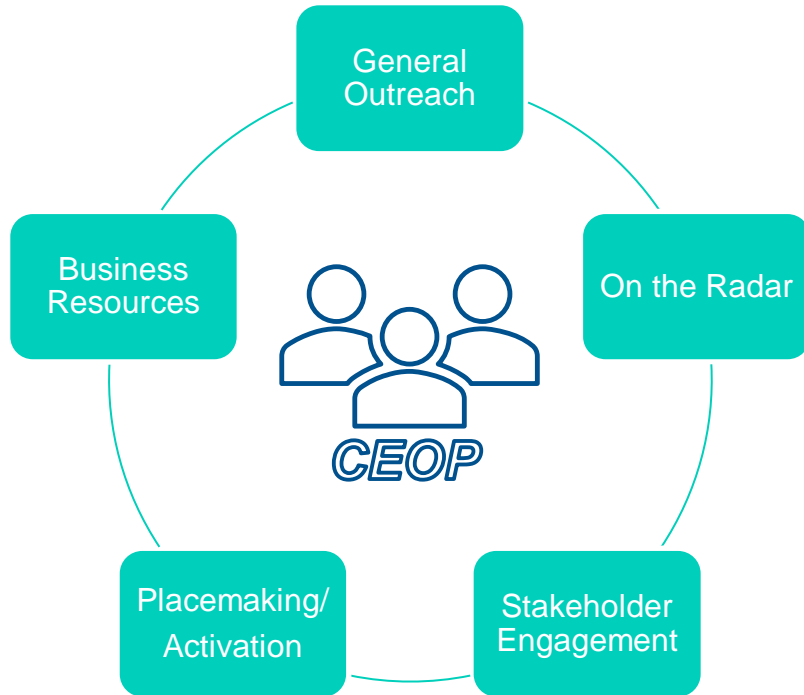 General
Outreach
Business
Resources
On the Radar
CEOP
Placemaking/
Activation
Stakeholder
Engagement